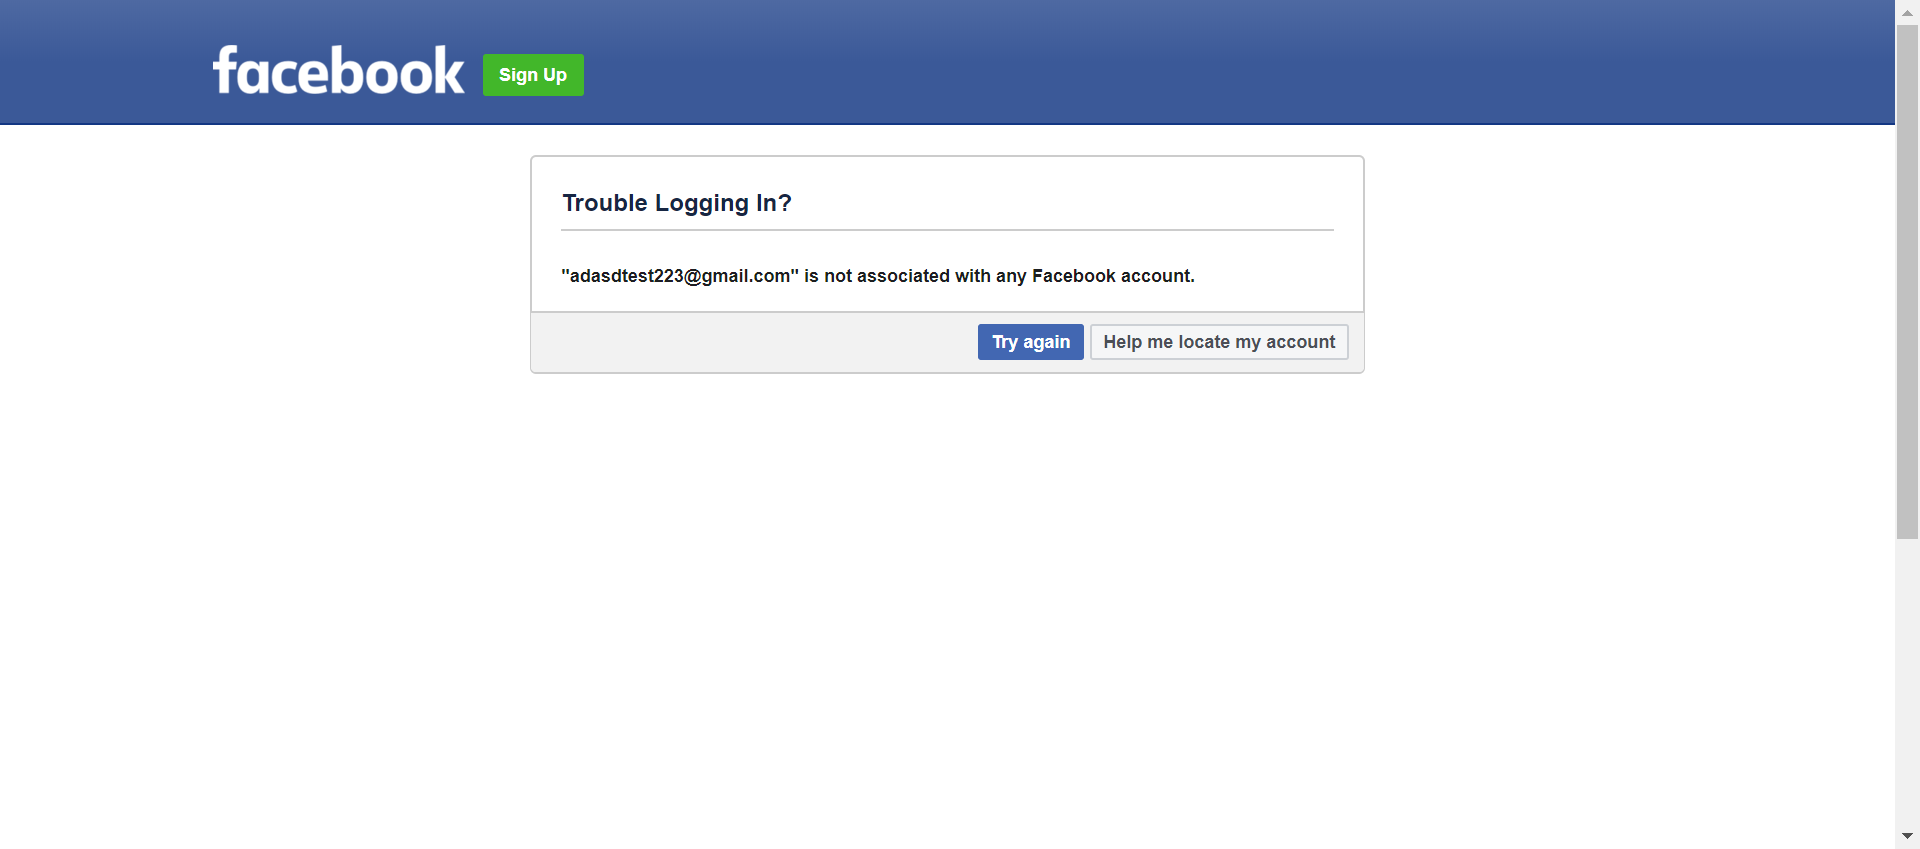 facebook
Sign Up
Trouble Logging In?
"adasdtest223@gmail.com" is not associated with any Facebook account.
Try again
Help me locate my account